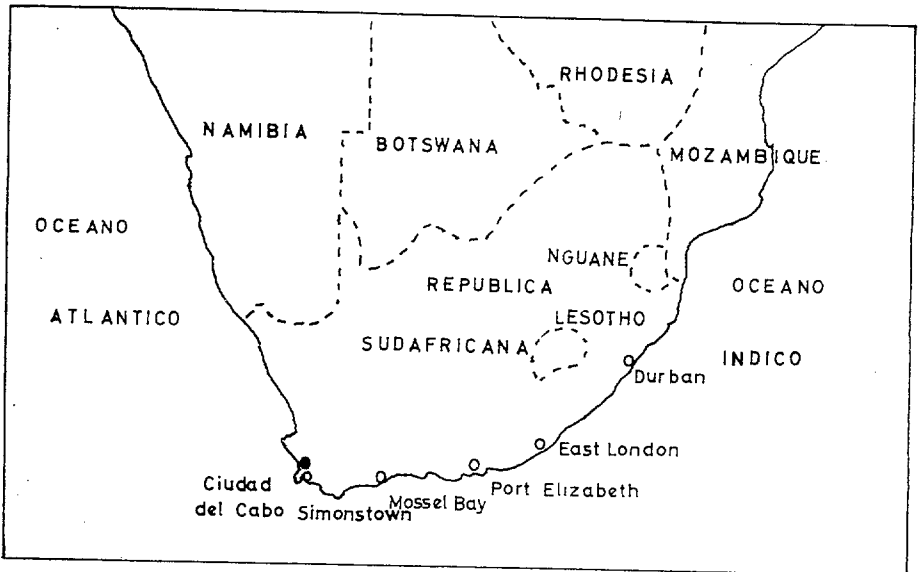 RHODESIA
NAMIBIA
BOTSWANA
MOZAMBIQUE
OCEANO
ATLANTICO
NGUANE
REPUBLICA
SUDAFRICANA
LESOTHO
OCEANO
INDICO
Durban
East London
Port Elizabeth
Mossel Bay
Simonstown
Ciudad
del Cabo